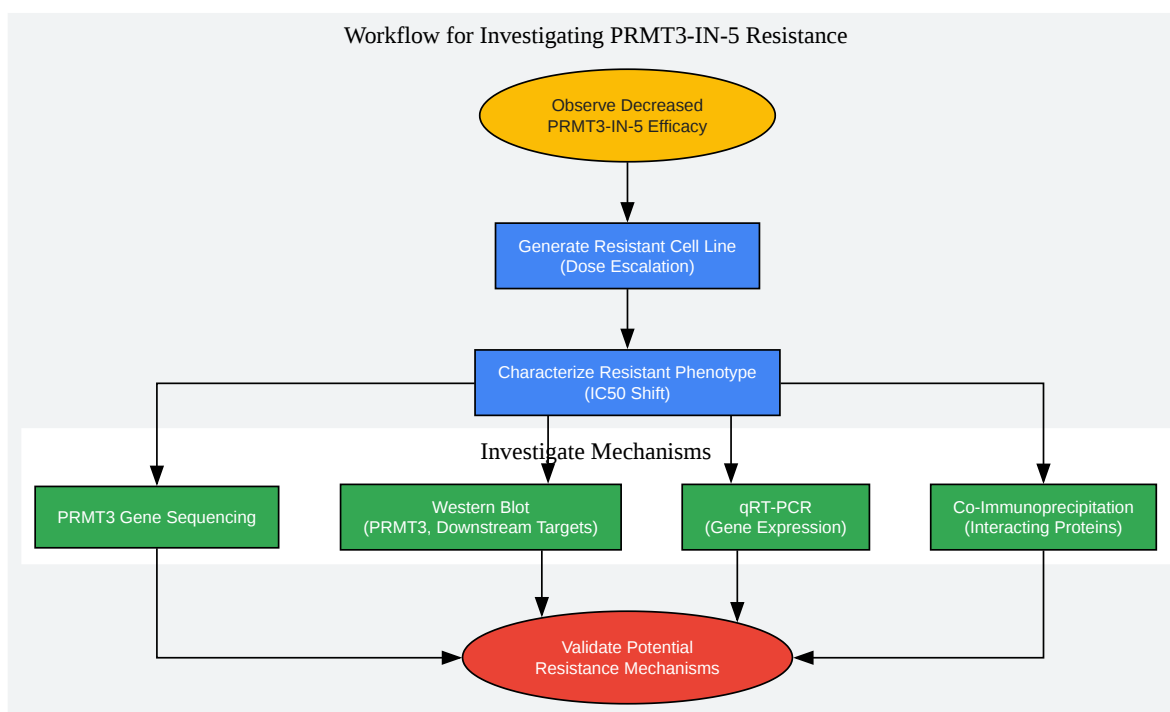 Workflow for Investigating PRMT3-IN-5 Resistance
Observe Decreased
PRMT3-IN-5 Efficacy
Generate Resistant Cell Line
(Dose Escalation)
Characterize Resistant Phenotype
(IC50 Shift)
Investigate Mechanisms
PRMT3 Gene Sequencing
Western Blot
(PRMT3, Downstream Targets)
qRT-PCR
(Gene Expression)
Co-Immunoprecipitation
(Interacting Proteins)
Validate Potential
Resistance Mechanisms